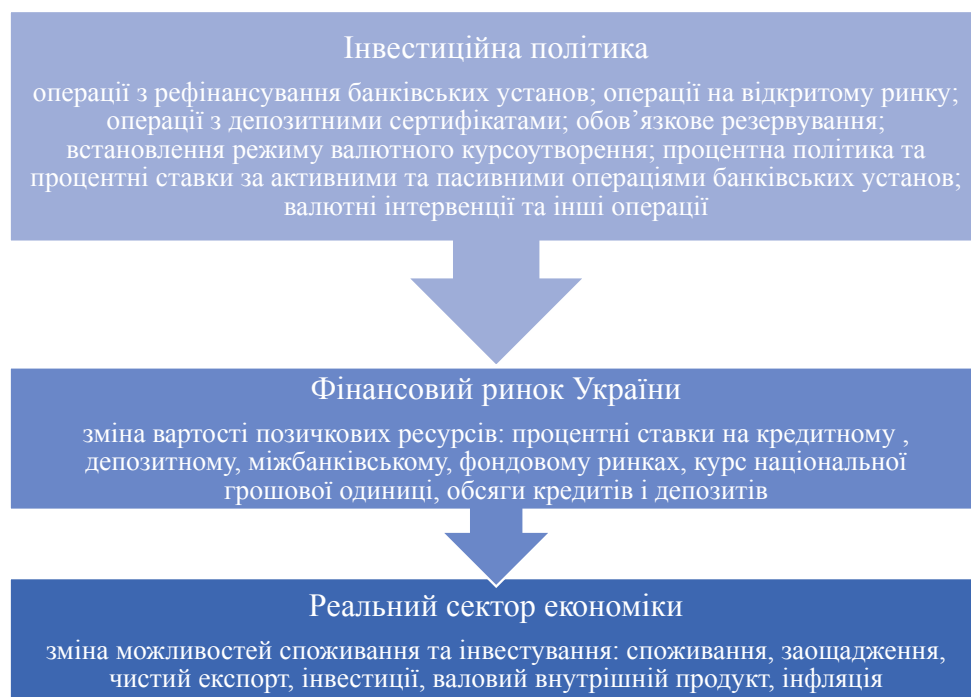 Інвестиційна політика
операції з рефінансування банківських установ; операції на відкритому ринку;
операції з депозитними сертифікатами; обов’язкове резервування;
встановлення режиму валютного курсоутворення; процентна політика та
процентні ставки за активними та пасивними операціями банківських установ;
валютні інтервенції та інші операції
Фінансовий ринок України
зміна вартості позичкових ресурсів: процентні ставки на кредитному ,
депозитному, міжбанківському, фондовому ринках, курс національної
грошової одиниці, обсяги кредитів і депозитів
Реальний сектор економіки
зміна можливостей споживання та інвестування: споживання, заощадження,
чистий експорт, інвестиції, валовий внутрішній продукт, інфляція